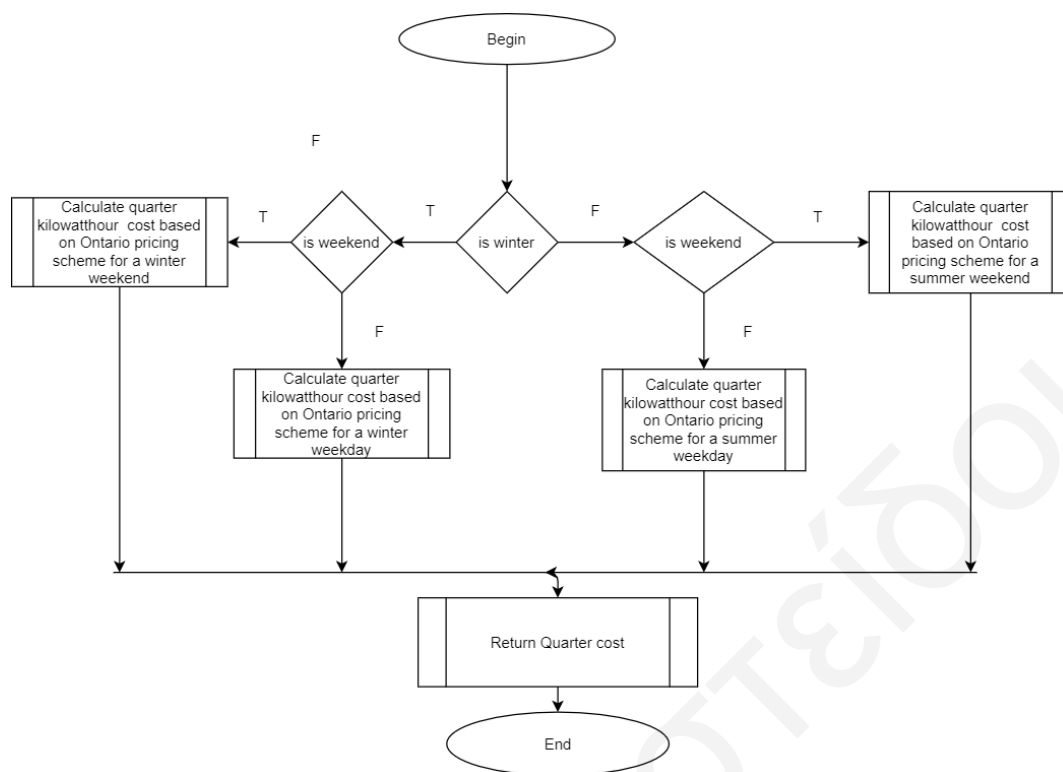 Begin
F
Calculate quarter
kilowatthour  cost based
on Ontario pricing
scheme for a winter
weekend
T
is weekend
T
is winter
F
is weekend
T
Calculate quarter
kilowatthour  cost
based on Ontario
pricing scheme for a
summer weekend
F
F
Calculate quarter
kilowatthour cost based
on Ontario pricing
scheme for a winter
weekday
Calculate quarter
kilowatthour cost based
on Ontario pricing
scheme for a summer
weekday
Return Quarter cost
End